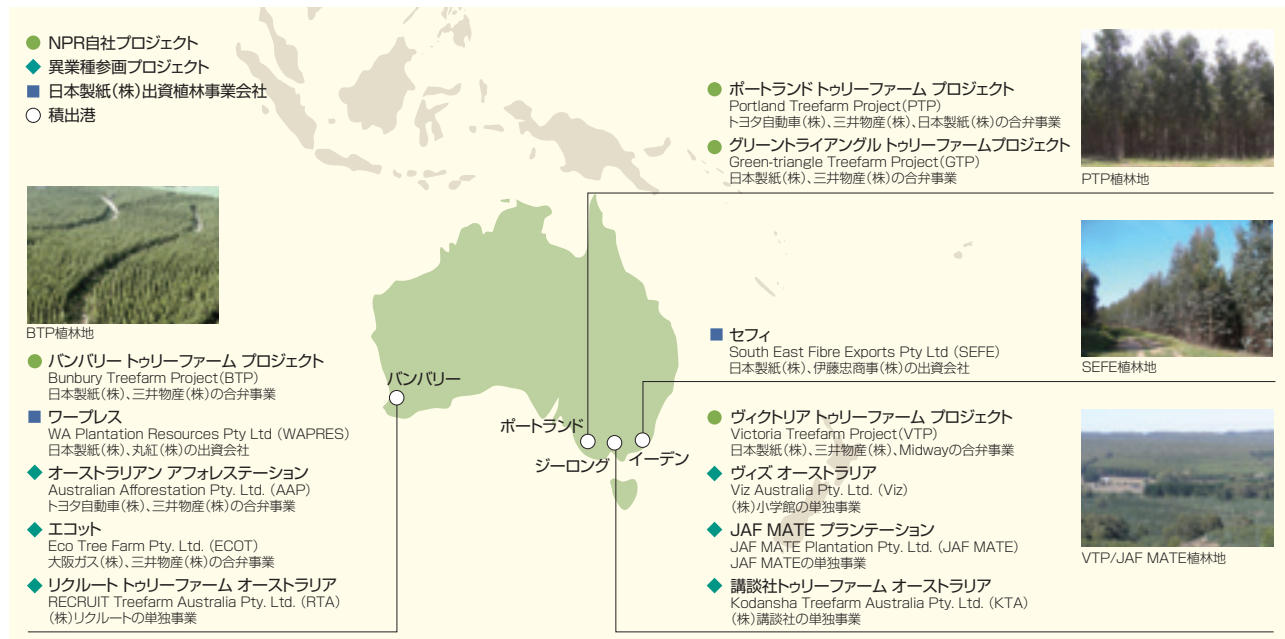 NPR自社プロジェクト
異業種参画プロジェクト
日本製紙(株)出資植林事業会社
積出港
BTP植林地
バンバリー トゥリーファーム プロジェクト
Bunbury Treefarm Project(BTP)
日本製紙(株)、三井物産(株)の合弁事業
ワープレス
WA Plantation Resources Pty Ltd (WAPRES)
日本製紙(株)、丸紅(株)の出資会社
オーストラリアン アフォレステーション
Australian Afforestation Pty. Ltd. (AAP)
トヨタ自動車(株)、三井物産(株)の合弁事業
エコット
Eco Tree Farm Pty. Ltd. (ECOT)
大阪ガス(株)、三井物産(株)の合弁事業
リクルート トゥリーファーム オーストラリア
RECRUIT Treefarm Australia Pty. Ltd. (RTA)
(株)リクルートの単独事業
バンバリー
ポートランド
ジーロング
イーデン
ポートランド トゥリーファーム プロジェクト
Portland Treefarm Project(PTP)
トヨタ自動車(株)、三井物産(株)、日本製紙(株)の合弁事業
グリーントライアングル トゥリーファームプロジェクト
Green-triangle Treefarm Project(GTP)
日本製紙(株)、三井物産(株)の合弁事業
PTP植林地
セフィ
South East Fibre Exports Pty Ltd (SEFE)
日本製紙(株)、伊藤忠商事(株)の出資会社
SEFE植林地
ヴィクトリア トゥリーファーム プロジェクト
Victoria Treefarm Project(VTP)
日本製紙(株)、三井物産(株)、Midwayの合弁事業
ヴィズ オーストラリア
Viz Australia Pty. Ltd. (Viz)
(株)小学館の単独事業
JAF MATE プランテーション
JAF MATE Plantation Pty. Ltd. (JAF MATE)
JAF MATEの単独事業
講談社トゥリーファーム オーストラリア
Kodansha Treefarm Australia Pty. Ltd. (KTA)
(株)講談社の単独事業
VTP/JAF MATE植林地